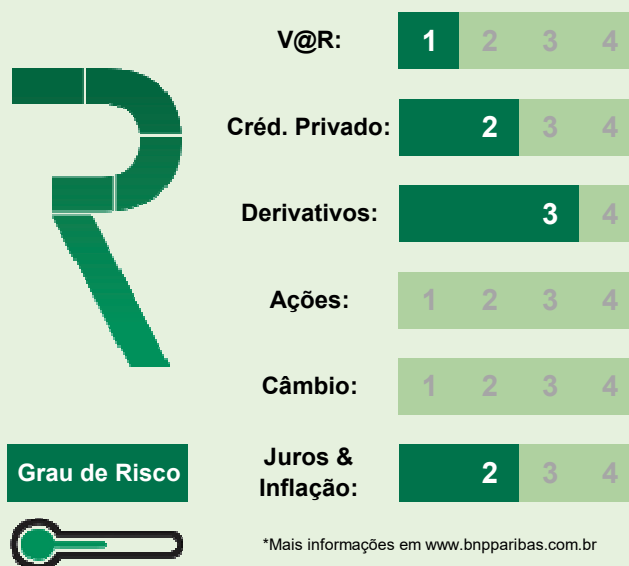 V@R: 1 2 3 4
Créd. Privado: 2 3 4
Derivativos: 3 4
Ações: 1 2 3 4
Câmbio: 1 2 3 4
Grau de Risco
Juros &
Inflação: 2 3 4
*Mais informações em www.bnpparibas.com.br